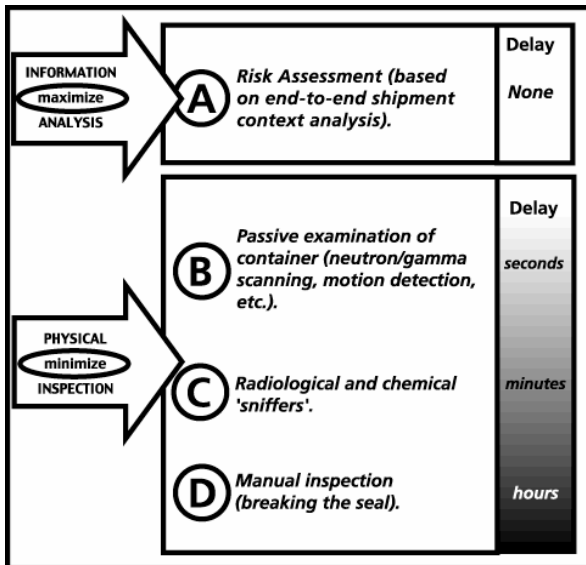 INFORMATION
maximize
ANALYSIS
A
Risk Assessment (based
on end-to-end shipment
context analysis).
Delay
None
PHYSICAL
minimize
INSPECTION
B
Passive examination of
container (neutron/gamma
scanning, motion detection,
etc.).
C
Radiological and chemical
'sniffers'.
D
Manual inspection
(breaking the seal).
Delay
seconds
minutes
hours